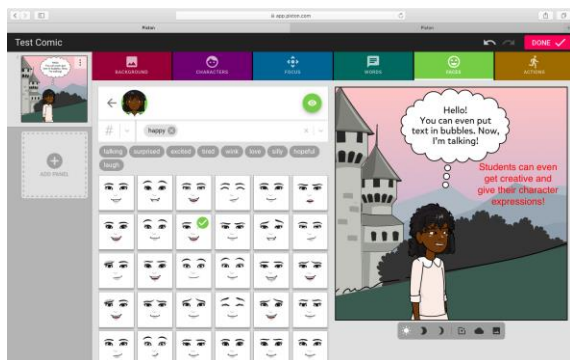 app.pixton.com
Pixton
Pixton
Test Comic
DONE
BACKGROUND
CHARACTERS
FOCUS
WORDS
FACES
ACTIONS
#
happy
talking
surprised
excited
tired
wink
love
silly
hopeful
laugh
ADD PANEL
Hello!
You can even put
text in bubbles. Now,
I'm talking!
Students can even
get creative and
give their character
expressions!